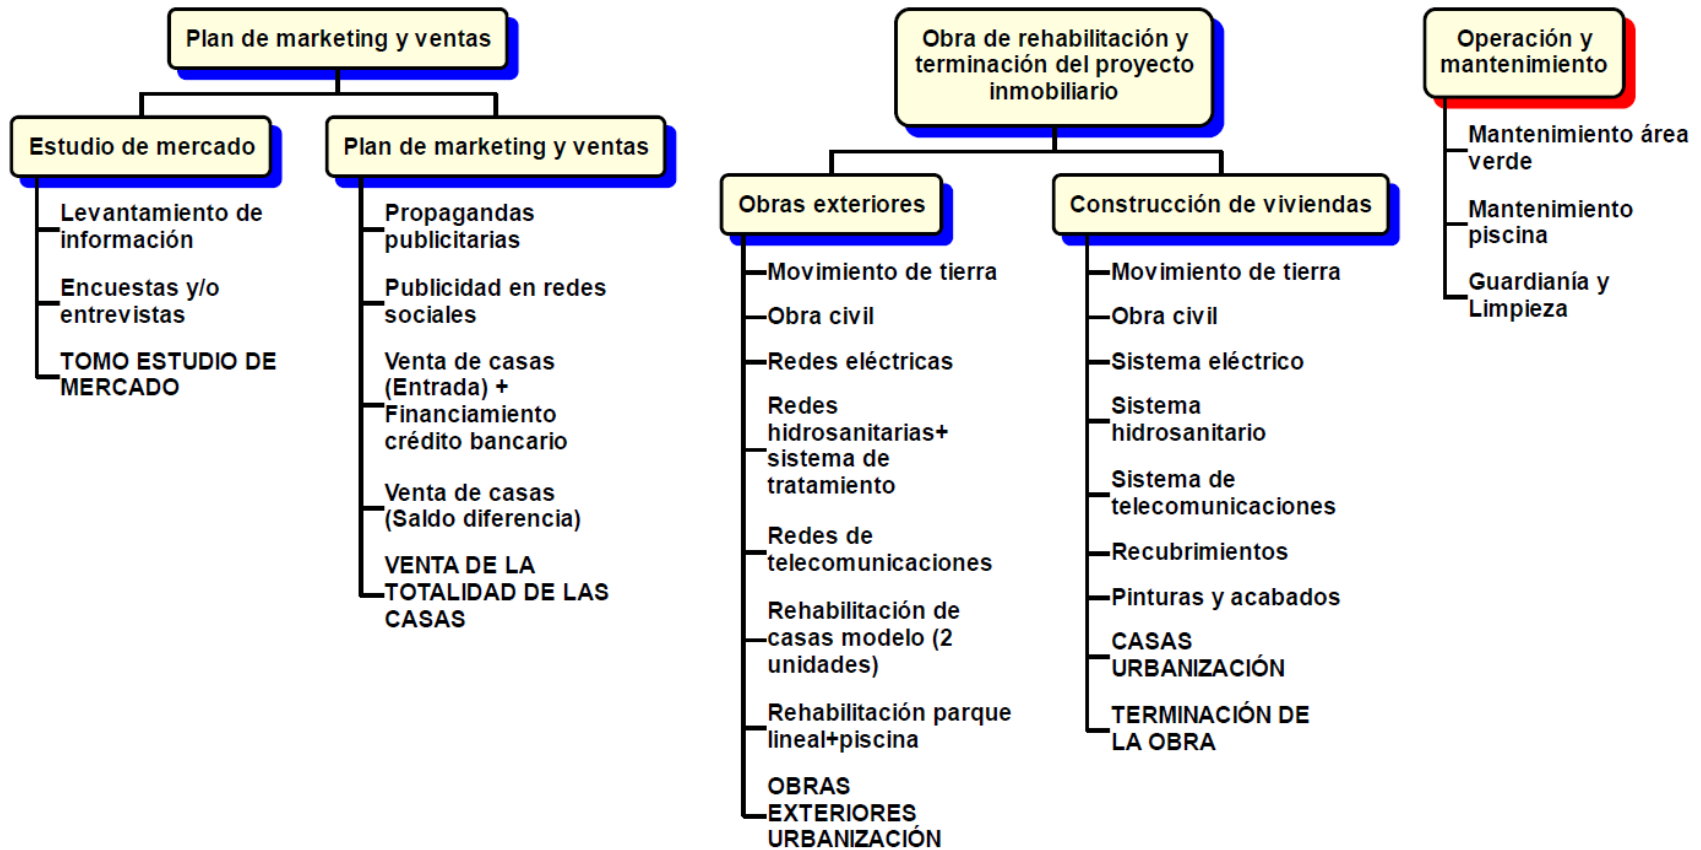 Plan de marketing y ventas
Estudio de mercado
Levantamiento de
información
Encuestas y/o
entrevistas
TOMO ESTUDIO DE
MERCADO
Plan de marketing y ventas
Propagandas
publicitarias
Publicidad en redes
sociales
Venta de casas
(Entrada) +
Financiamiento
crédito bancario
Venta de casas
(Saldo diferencia)
VENTA DE LA
TOTALIDAD DE LAS
CASAS
Obra de rehabilitación y
terminación del proyecto
inmobiliario
Obras exteriores
Movimiento de tierra
Obra civil
Redes eléctricas
Redes
hidrosanitarias+
sistema de
tratamiento
Redes de
telecomunicaciones
Rehabilitación de
casas modelo (2
unidades)
Rehabilitación parque
lineal+piscina
OBRAS
EXTERIORES
URBANIZACIÓN
Construcción de viviendas
Movimiento de tierra
Obra civil
Sistema eléctrico
Sistema
hidrosanitario
Sistema de
telecomunicaciones
Recubrimientos
Pinturas y acabados
CASAS
URBANIZACIÓN
TERMINACIÓN DE
LA OBRA
Operación y
mantenimiento
Mantenimiento área
verde
Mantenimiento
piscina
Guardianía y
Limpieza